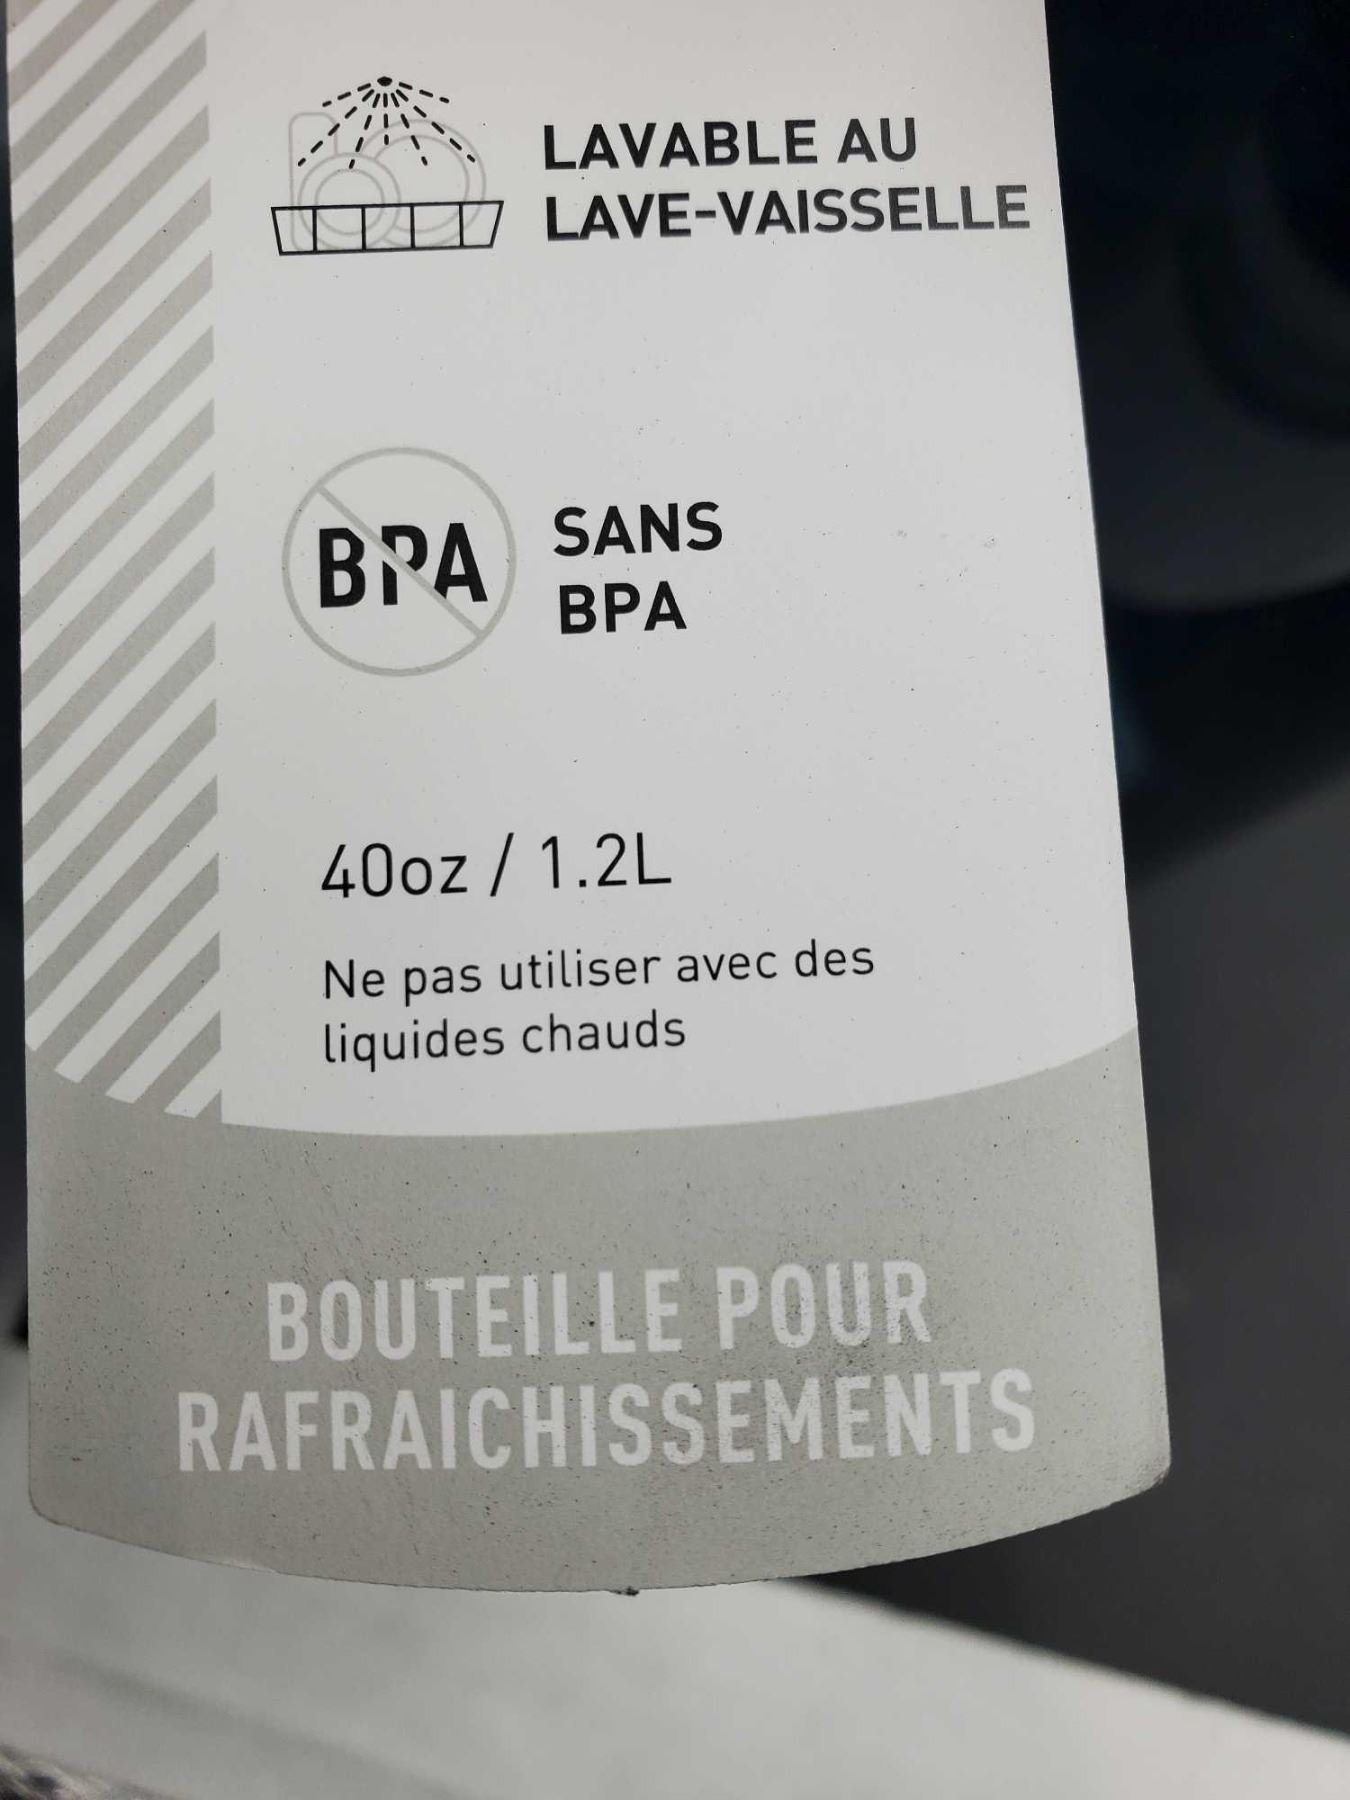 LAVABLE AU
LAVE-VAISSELLE
BPA
SANS
BPA
40oz / 1.2L
Ne pas utiliser avec des
liquides chauds
BOUTEILLE POUR
RAFRAICHISSEMENTS